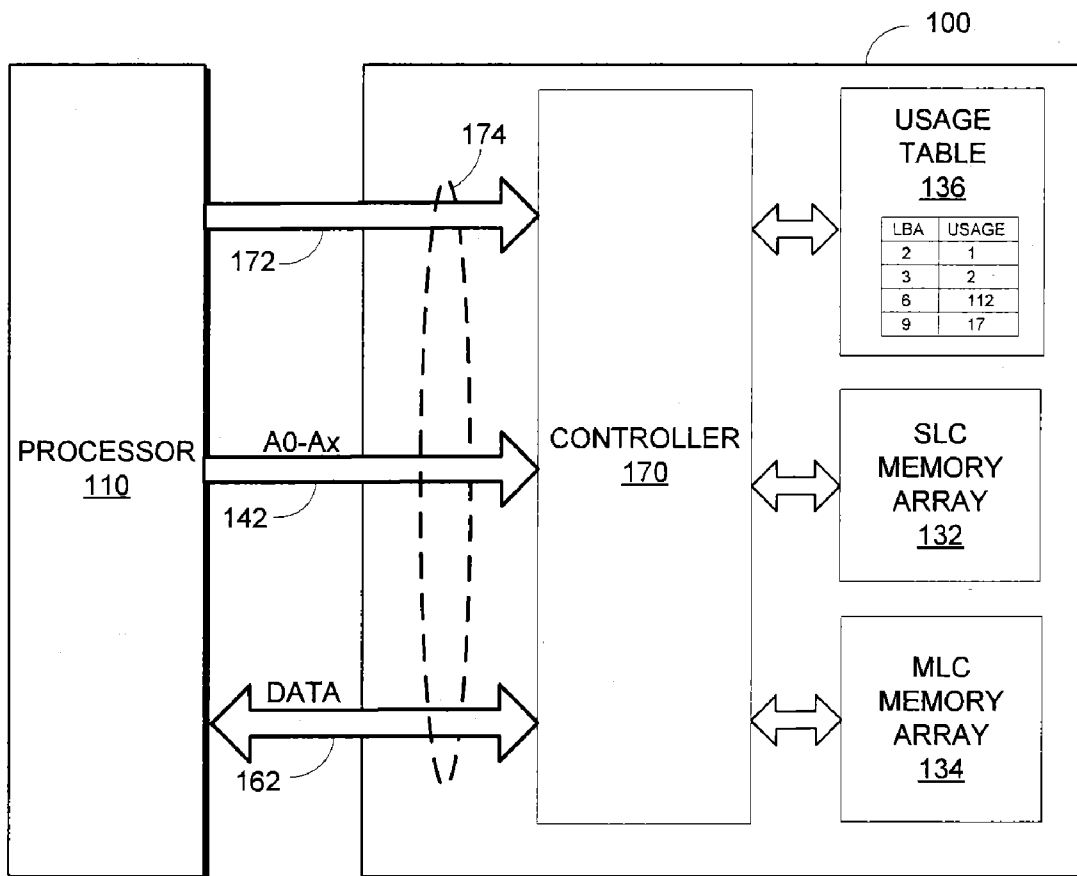 100
PROCESSOR
110
174
172
A0-Ax
142
DATA
162
CONTROLLER
170
USAGE
TABLE
136
LBA USAGE
2 1
3 2
6 112
9 17
SLC
MEMORY
ARRAY
132
MLC
MEMORY
ARRAY
134